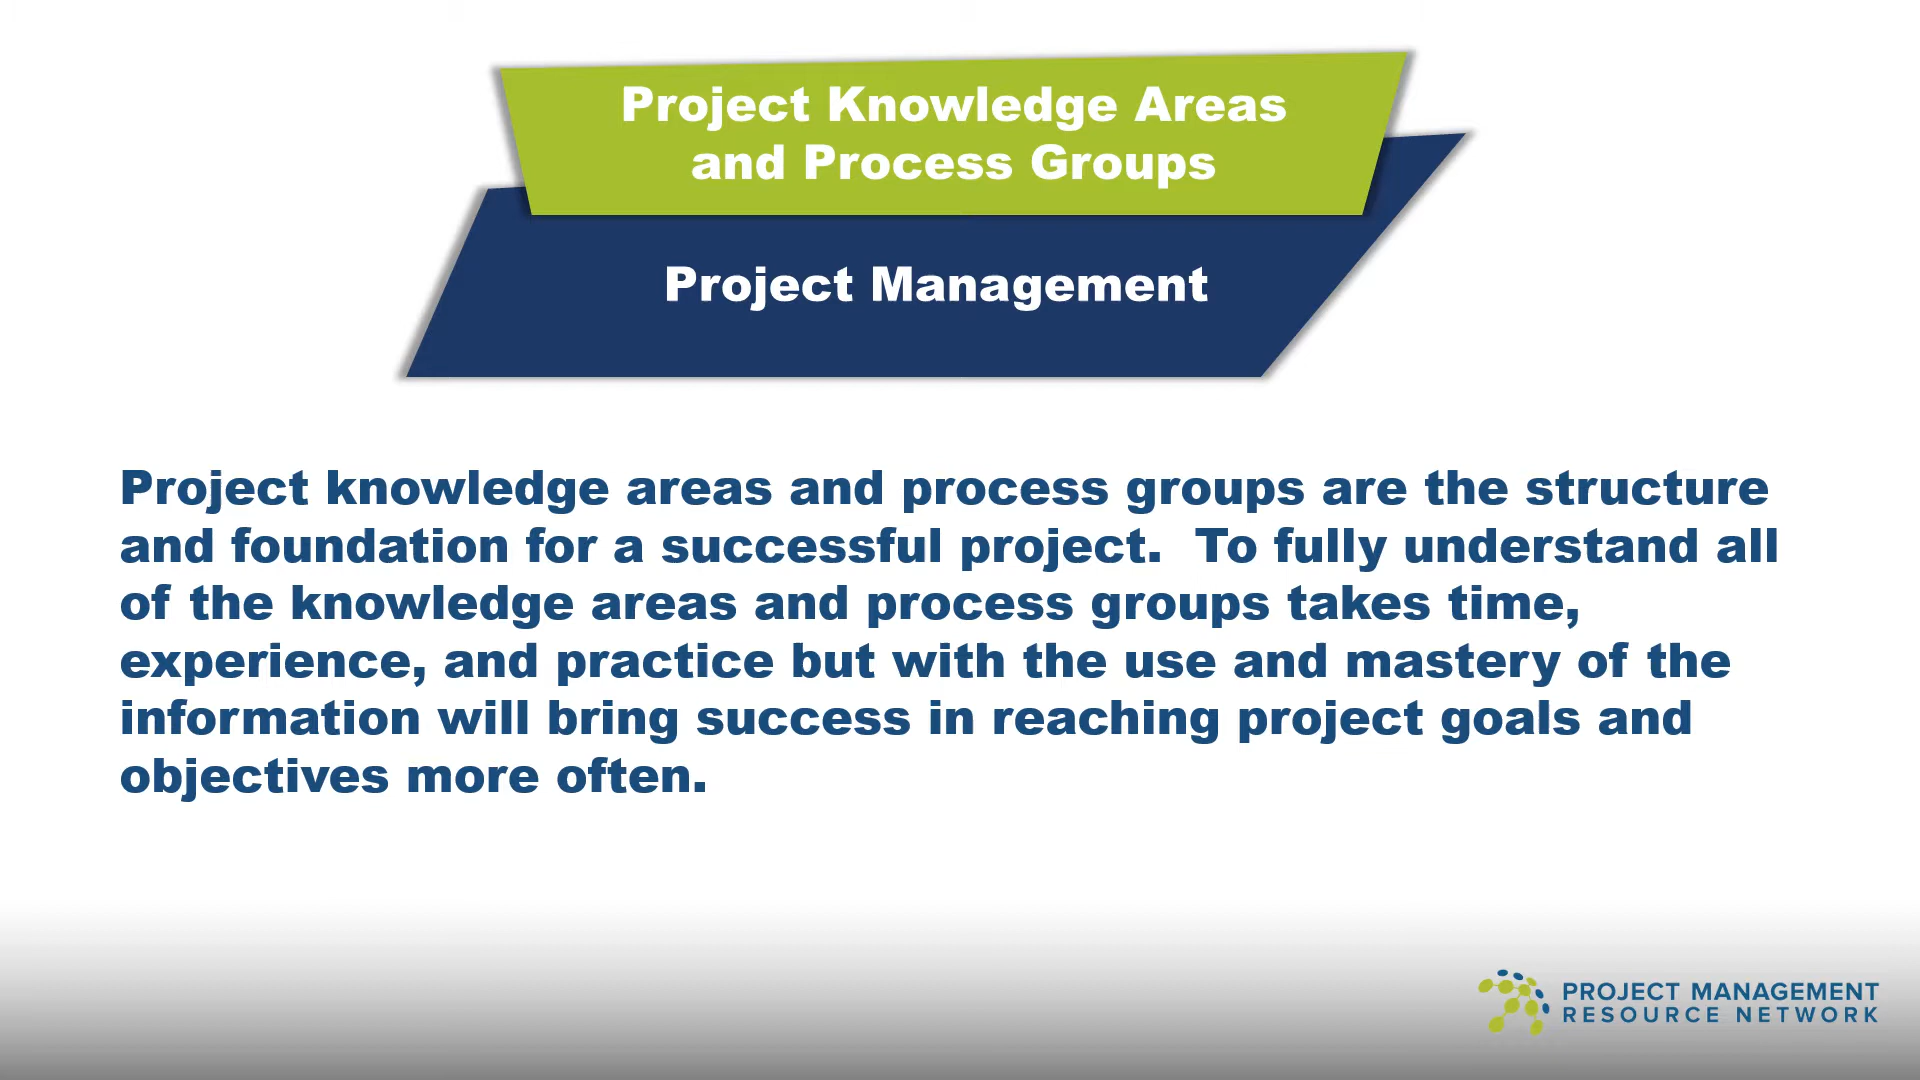 Project Knowledge Areas
and Process Groups
Project Management
Project knowledge areas and process groups are the structure
and foundation for a successful project.  To fully understand all
of the knowledge areas and process groups takes time,
experience, and practice but with the use and mastery of the
information will bring success in reaching project goals and
objectives more often.
PROJECT MANAGEMENT
RESOURCE NETWORK